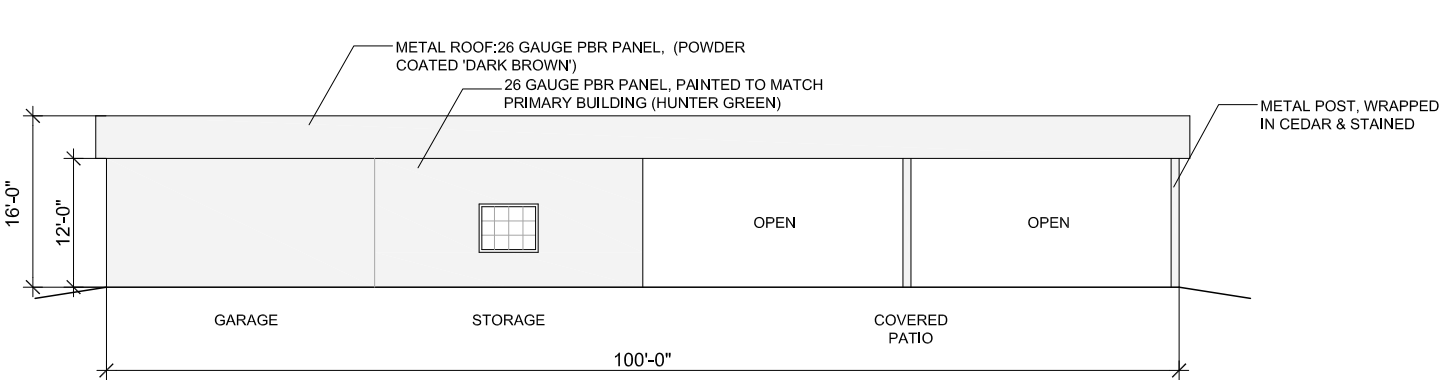 METAL ROOF:26 GAUGE PBR PANEL, (POWDER
COATED 'DARK BROWN')
26 GAUGE PBR PANEL, PAINTED TO MATCH
PRIMARY BUILDING (HUNTER GREEN)
METAL POST, WRAPPED
IN CEDAR & STAINED
16'-0"
12'-0"
OPEN
OPEN
GARAGE
STORAGE
COVERED
PATIO
100'-0"